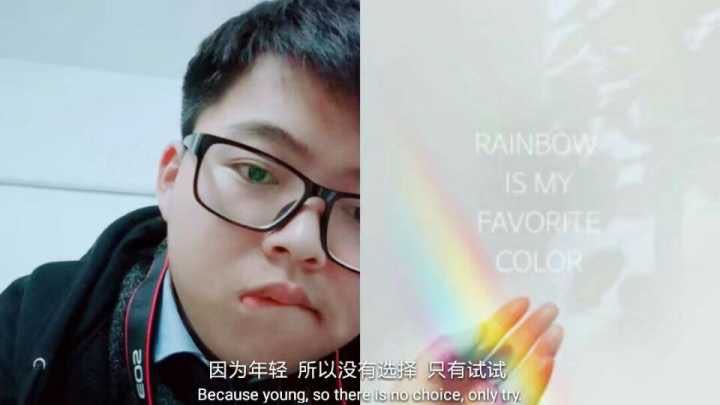 RAINBOW
IS MY
FAVORITE
COLOR
EOS
因为年轻 所以没有选择 只有试试
Because young, so there is no choice, only try.